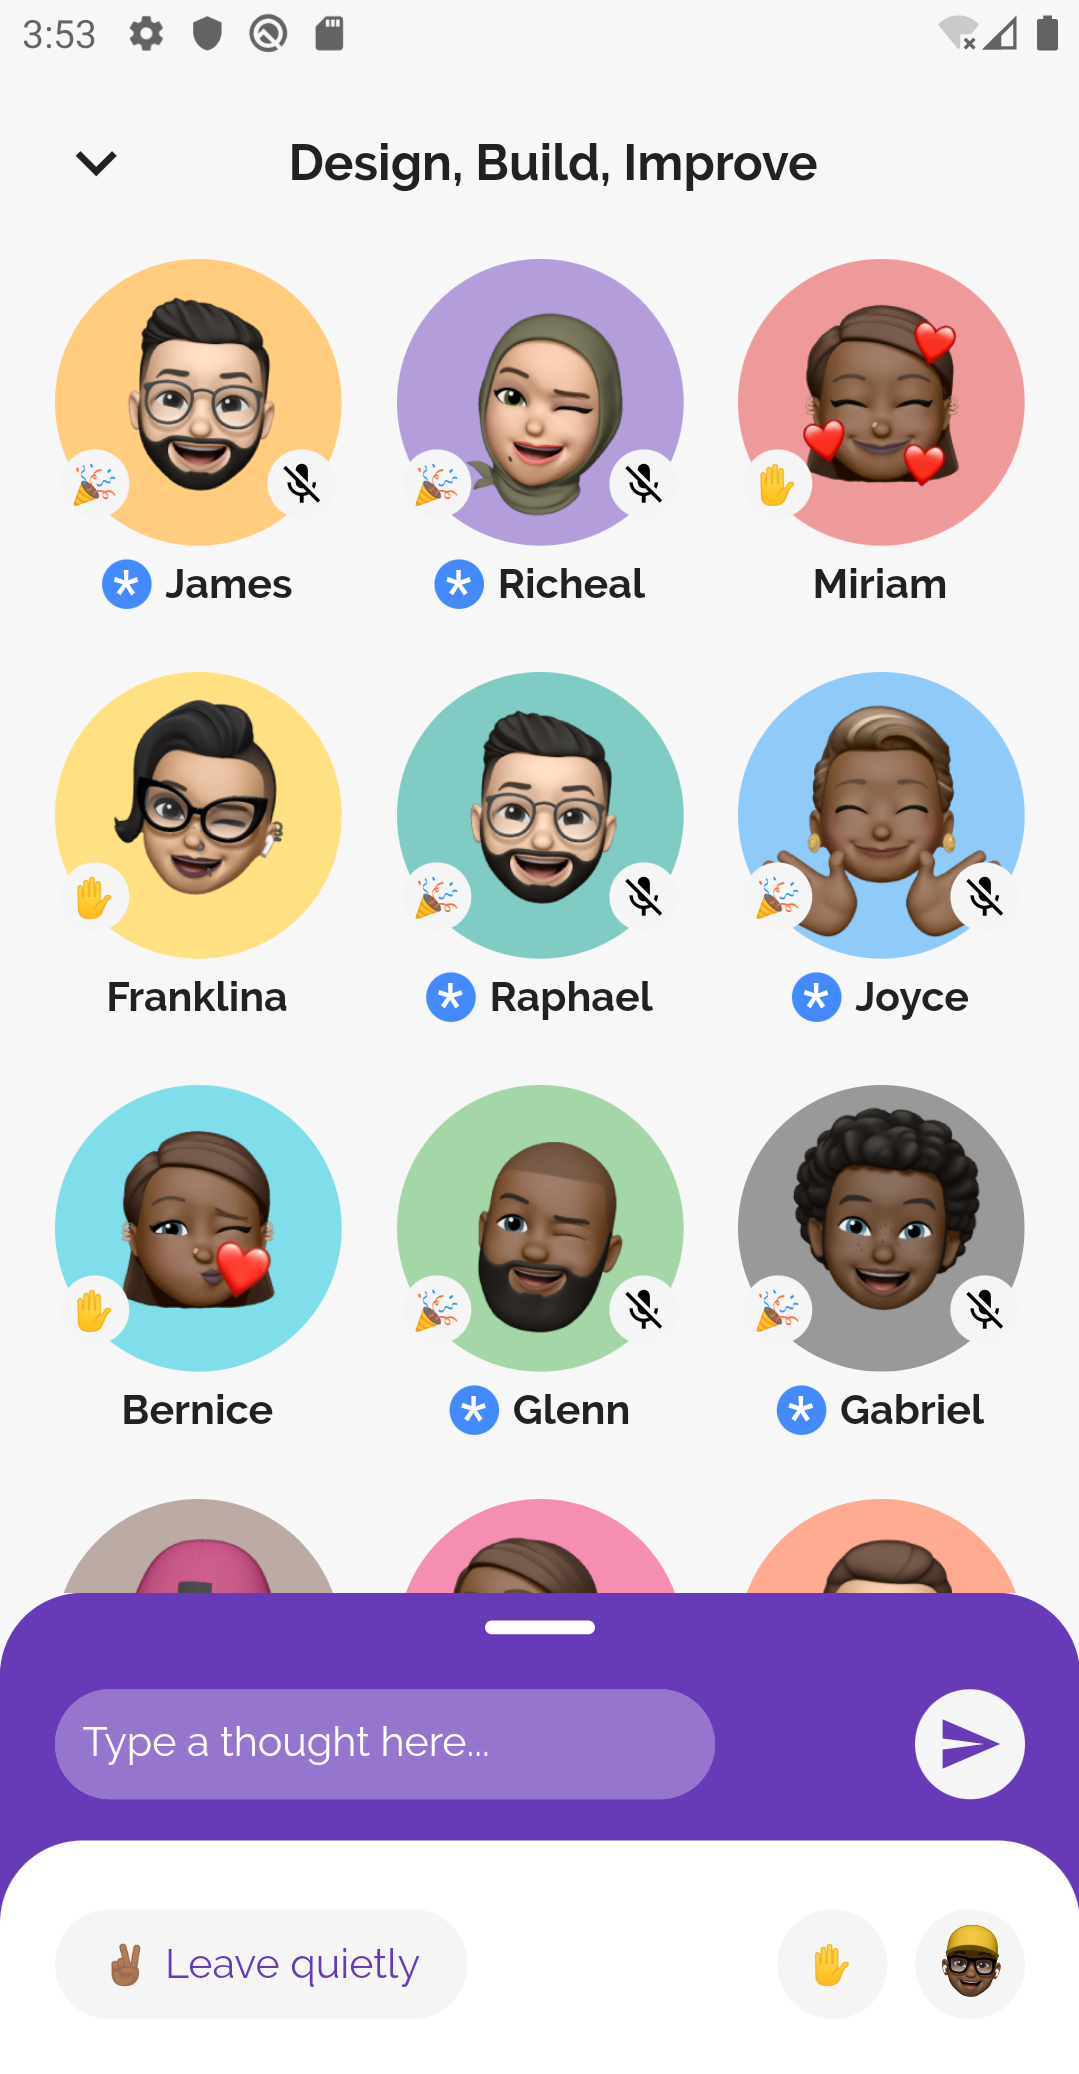 3:53
Design, Build, Improve
James
Richeal
Miriam
Franklina
Raphael
Joyce
Bernice
Glenn
Gabriel
Type a thought here...
Leave quietly